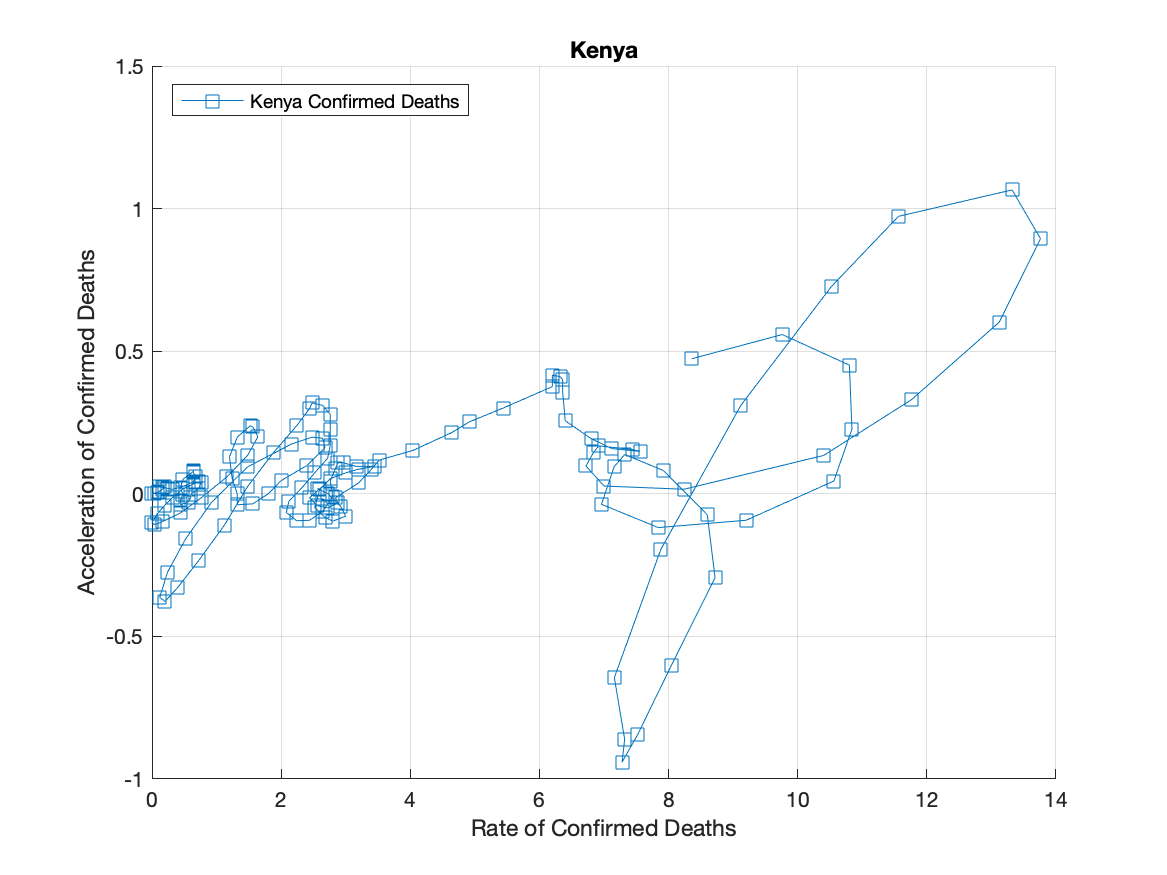 Kenya
Kenya Confirmed Deaths
1.5
1
0.5
0
-0.5
-1
Acceleration of Confirmed Deaths
0 2 4 6 8 10 12 14
Rate of Confirmed Deaths